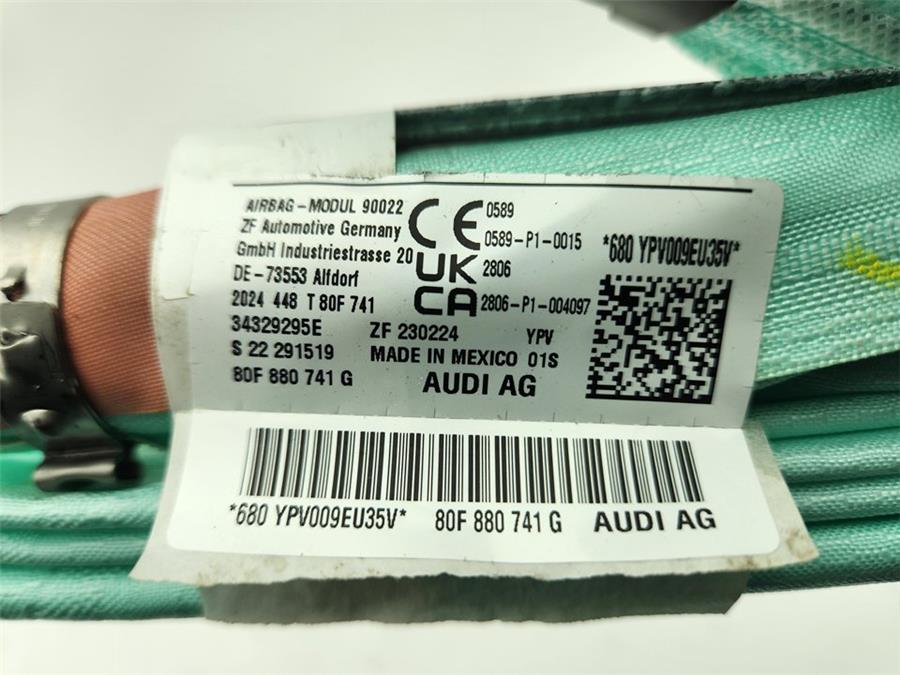 AIRBAG-MODUL 90022
ZF Automotive Germany
GmbH Industriestrasse 20
DE-73553 Alfdorf
2024 448 T 80F 741
34329295E ZF 230224 YPV
S 22 291519 MADE IN MEXICO 01S
80F 880 741 G AUDI AG
CE 0589
0589-P1-0015
UK 2806
CA 2806-P1-004097
*680 YPV009EU35V*
*680 YPV009EU35V* 80F 880 741 G AUDI AG